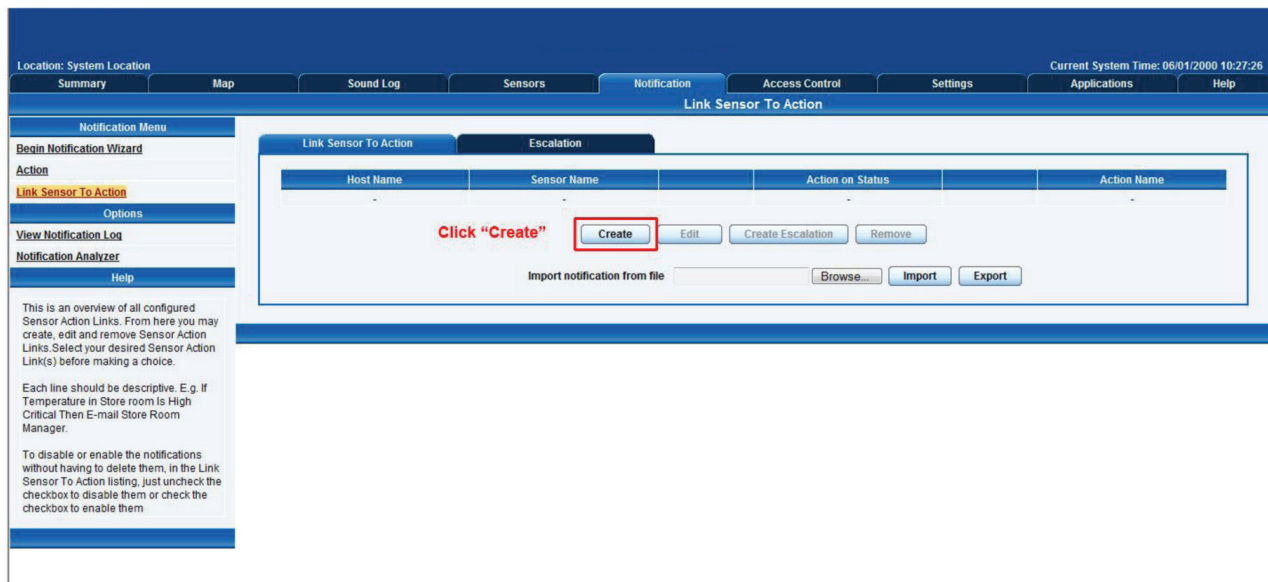 Location: System Location
Current System Time: 06/01/2000 10:27:26
Summary Map Sound Log Sensors Notification Access Control Settings Applications Help
Link Sensor To Action
Notification Menu
Begin Notification Wizard
Action
Link Sensor To Action
Options
View Notification Log
Notification Analyzer
Help
This is an overview of all configured
Sensor Action Links. From here you may
create, edit and remove Sensor Action
Links.Select your desired Sensor Action
Link(s) before making a choice.
Each line should be descriptive. E.g. If
Temperature in Store room Is High
Critical Then E-mail Store Room
Manager.
To disable or enable the notifications
without having to delete them, in the Link
Sensor To Action listing, just uncheck the
checkbox to disable them or check the
checkbox to enable them
Link Sensor To Action Escalation
Host Name Sensor Name Action on Status Action Name
- - - -
Click “Create” Create Edit Create Escalation Remove
Import notification from file Browse... Import Export